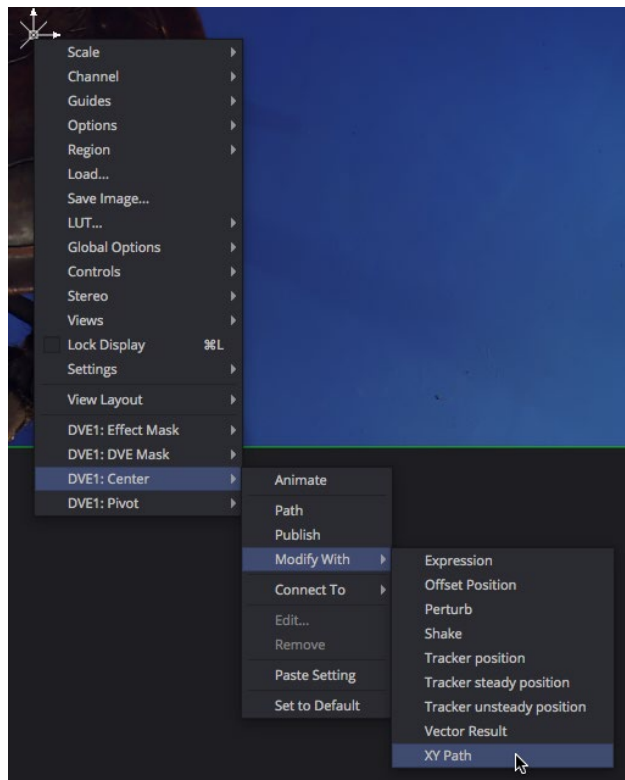 Scale
Channel
Guides
Options
Region
Load...
Save Image...
LUT...
Global Options
Controls
Stereo
Views
Lock Display ⌘L
Settings
View Layout
DVE1: Effect Mask
DVE1: DVE Mask
DVE1: Center
DVE1: Pivot
Animate
Path
Publish
Modify With
Connect To
Edit...
Remove
Paste Setting
Set to Default
Expression
Offset Position
Perturb
Shake
Tracker position
Tracker steady position
Tracker unsteady position
Vector Result
XY Path